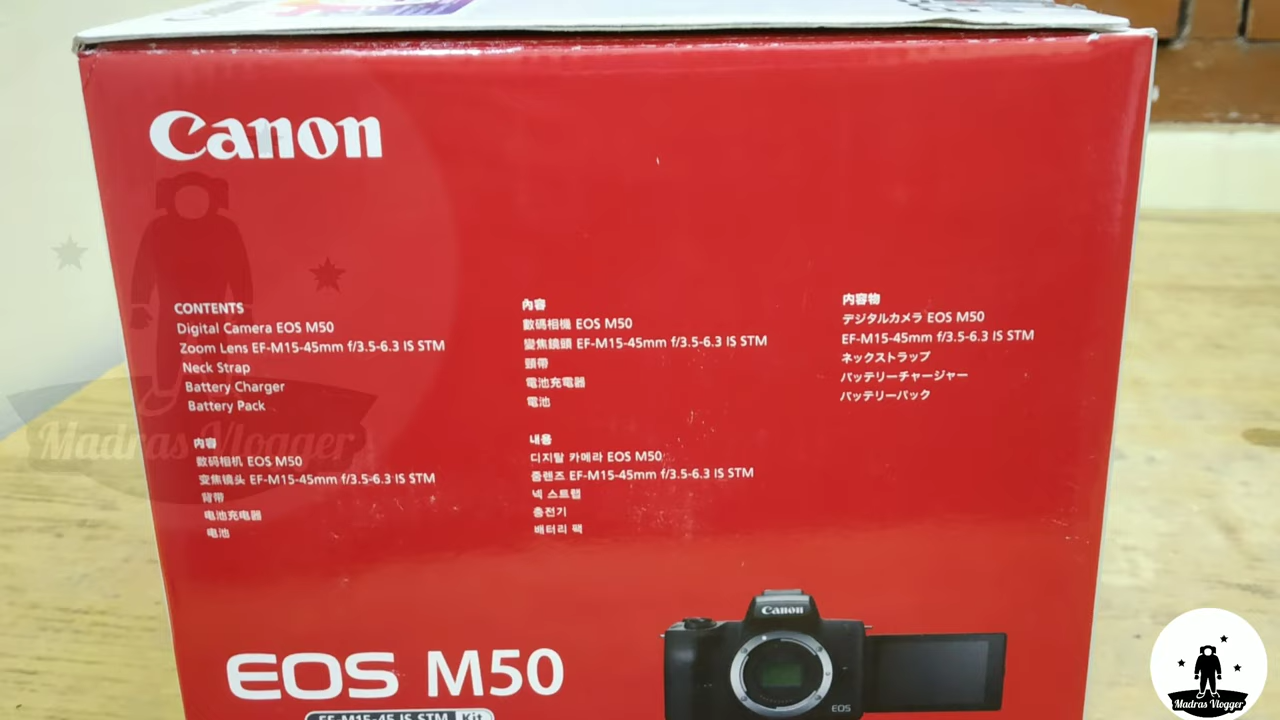 Canon
CONTENTS
Digital Camera EOS M50
Zoom Lens EF-M15-45mm f/3.5-6.3 IS STM
Neck Strap
Battery Charger
Battery Pack
內容
數碼相機 EOS M50
變焦鏡頭 EF-M15-45mm f/3.5-6.3 IS STM
頸帶
電池充電器
電池
内容物
デジタルカメラ EOS M50
EF-M15-45mm f/3.5-6.3 IS STM
ネックストラップ
バッテリーチャージャー
バッテリーパック
内容
数码相机 EOS M50
变焦镜头 EF-M15-45mm f/3.5-6.3 IS STM
背带
电池充电器
电池
내용
디지탈 카메라 EOS M50
줌렌즈 EF-M15-45mm f/3.5-6.3 IS STM
넥 스트랩
충전기
배터리 팩
Madras Vlogger
EOS M50
EF-M15-45 IS STM Kit
Canon
EOS
Madras Vlogger